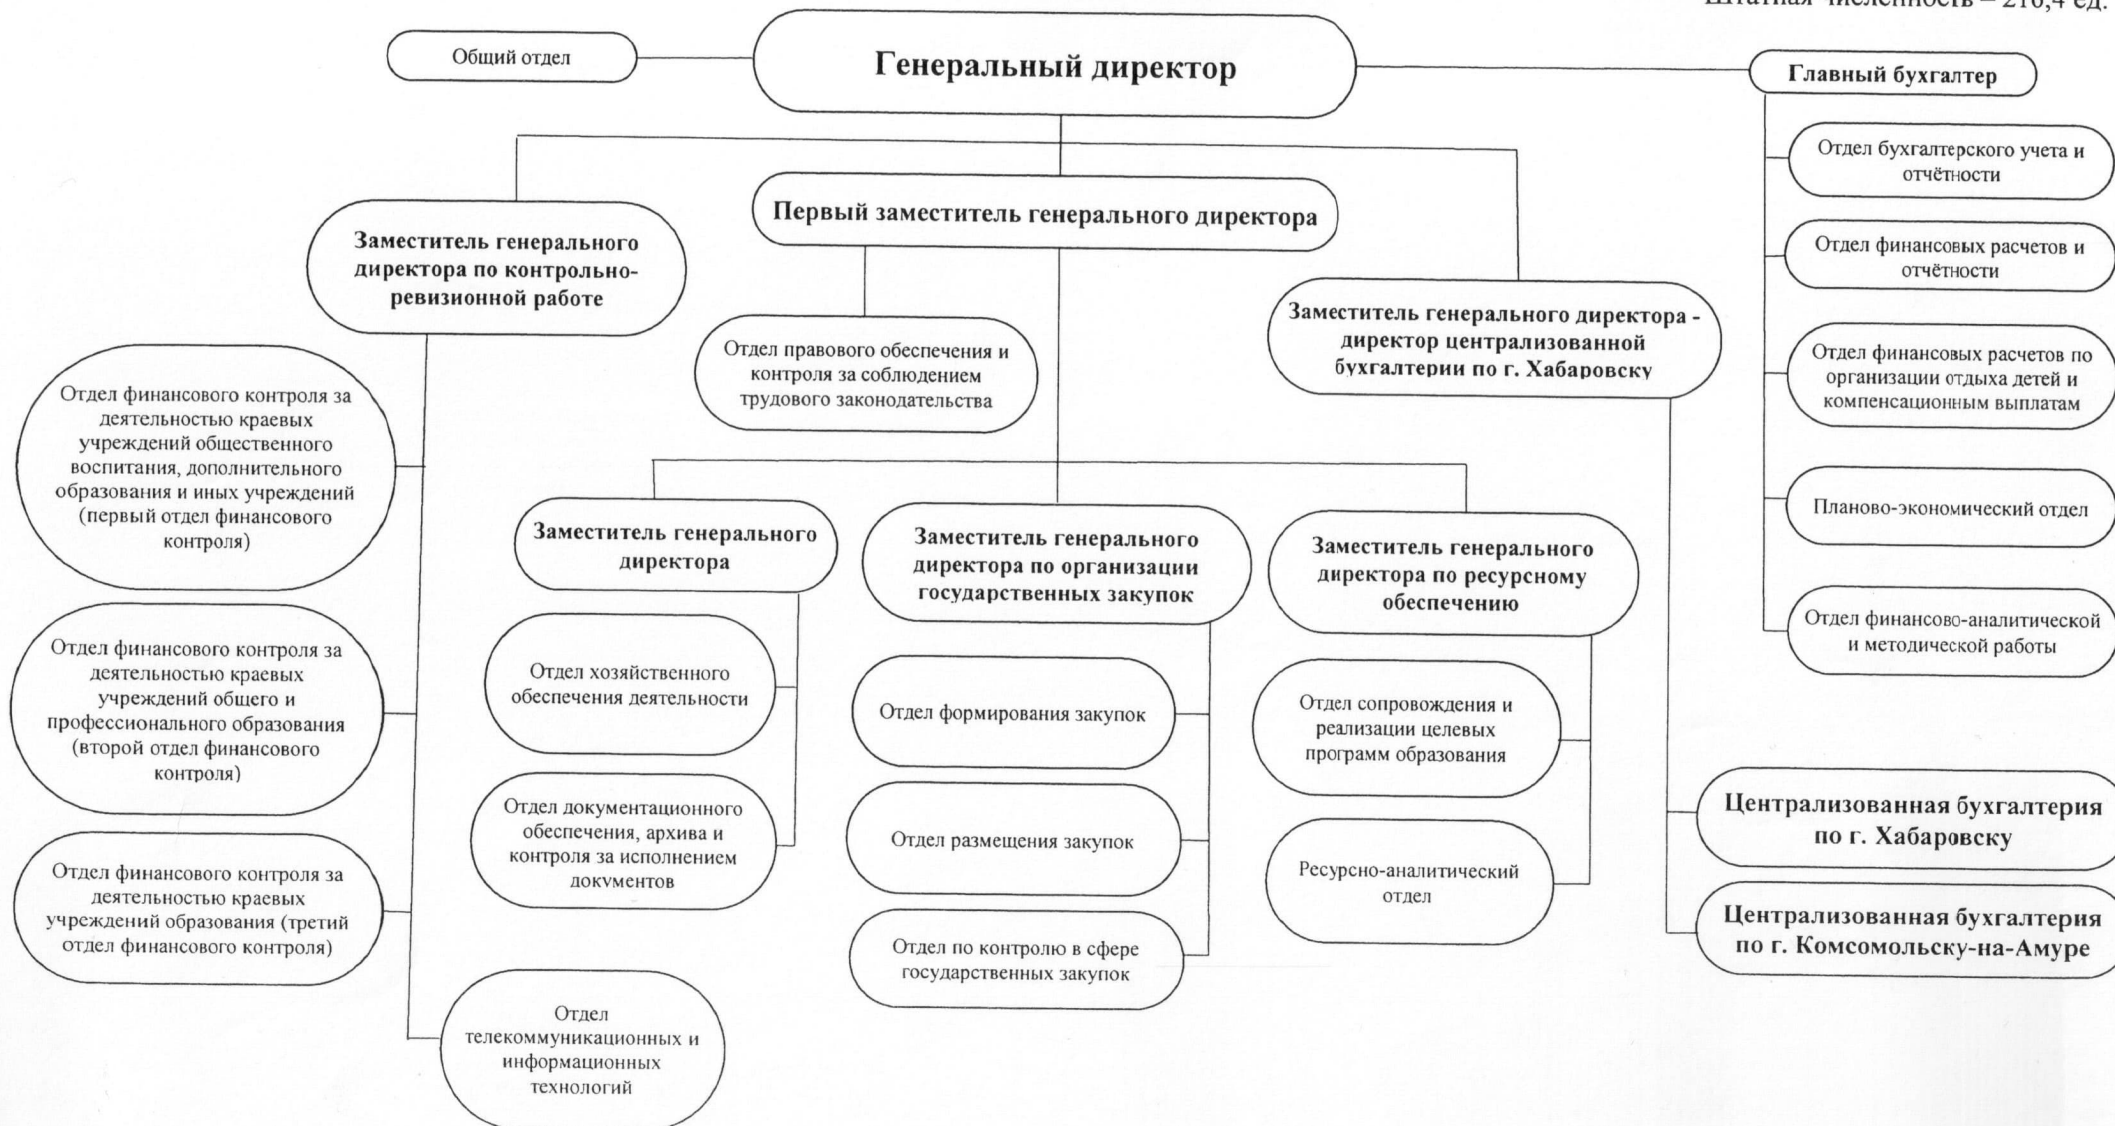 Штатная численность – 216,4 ед.
Общий отдел
Генеральный директор
Главный бухгалтер
Отдел бухгалтерского учета и
отчётности
Отдел финансовых расчетов и
отчётности
Отдел финансовых расчетов по
организации отдыха детей и
компенсационным выплатам
Планово-экономический отдел
Отдел финансово-аналитической
и методической работы
Заместитель генерального
директора по контрольно-
ревизионной работе
Отдел финансового контроля за
деятельностью краевых
учреждений общественного
воспитания, дополнительного
образования и иных учреждений
(первый отдел финансового
контроля)
Отдел финансового контроля за
деятельностью краевых
учреждений общего и
профессионального образования
(второй отдел финансового
контроля)
Отдел финансового контроля за
деятельностью краевых
учреждений образования (третий
отдел финансового контроля)
Отдел
телекоммуникационных и
информационных
технологий
Первый заместитель генерального директора
Отдел правового обеспечения и
контроля за соблюдением
трудового законодательства
Заместитель генерального
директора
Отдел хозяйственного
обеспечения деятельности
Отдел документационного
обеспечения, архива и
контроля за исполнением
документов
Заместитель генерального
директора по организации
государственных закупок
Отдел формирования закупок
Отдел размещения закупок
Отдел по контролю в сфере
государственных закупок
Заместитель генерального
директора по ресурсному
обеспечению
Отдел сопровождения и
реализации целевых
программ образования
Ресурсно-аналитический
отдел
Заместитель генерального директора -
директор централизованной
бухгалтерии по г. Хабаровску
Централизованная бухгалтерия
по г. Хабаровску
Централизованная бухгалтерия
по г. Комсомольску-на-Амуре